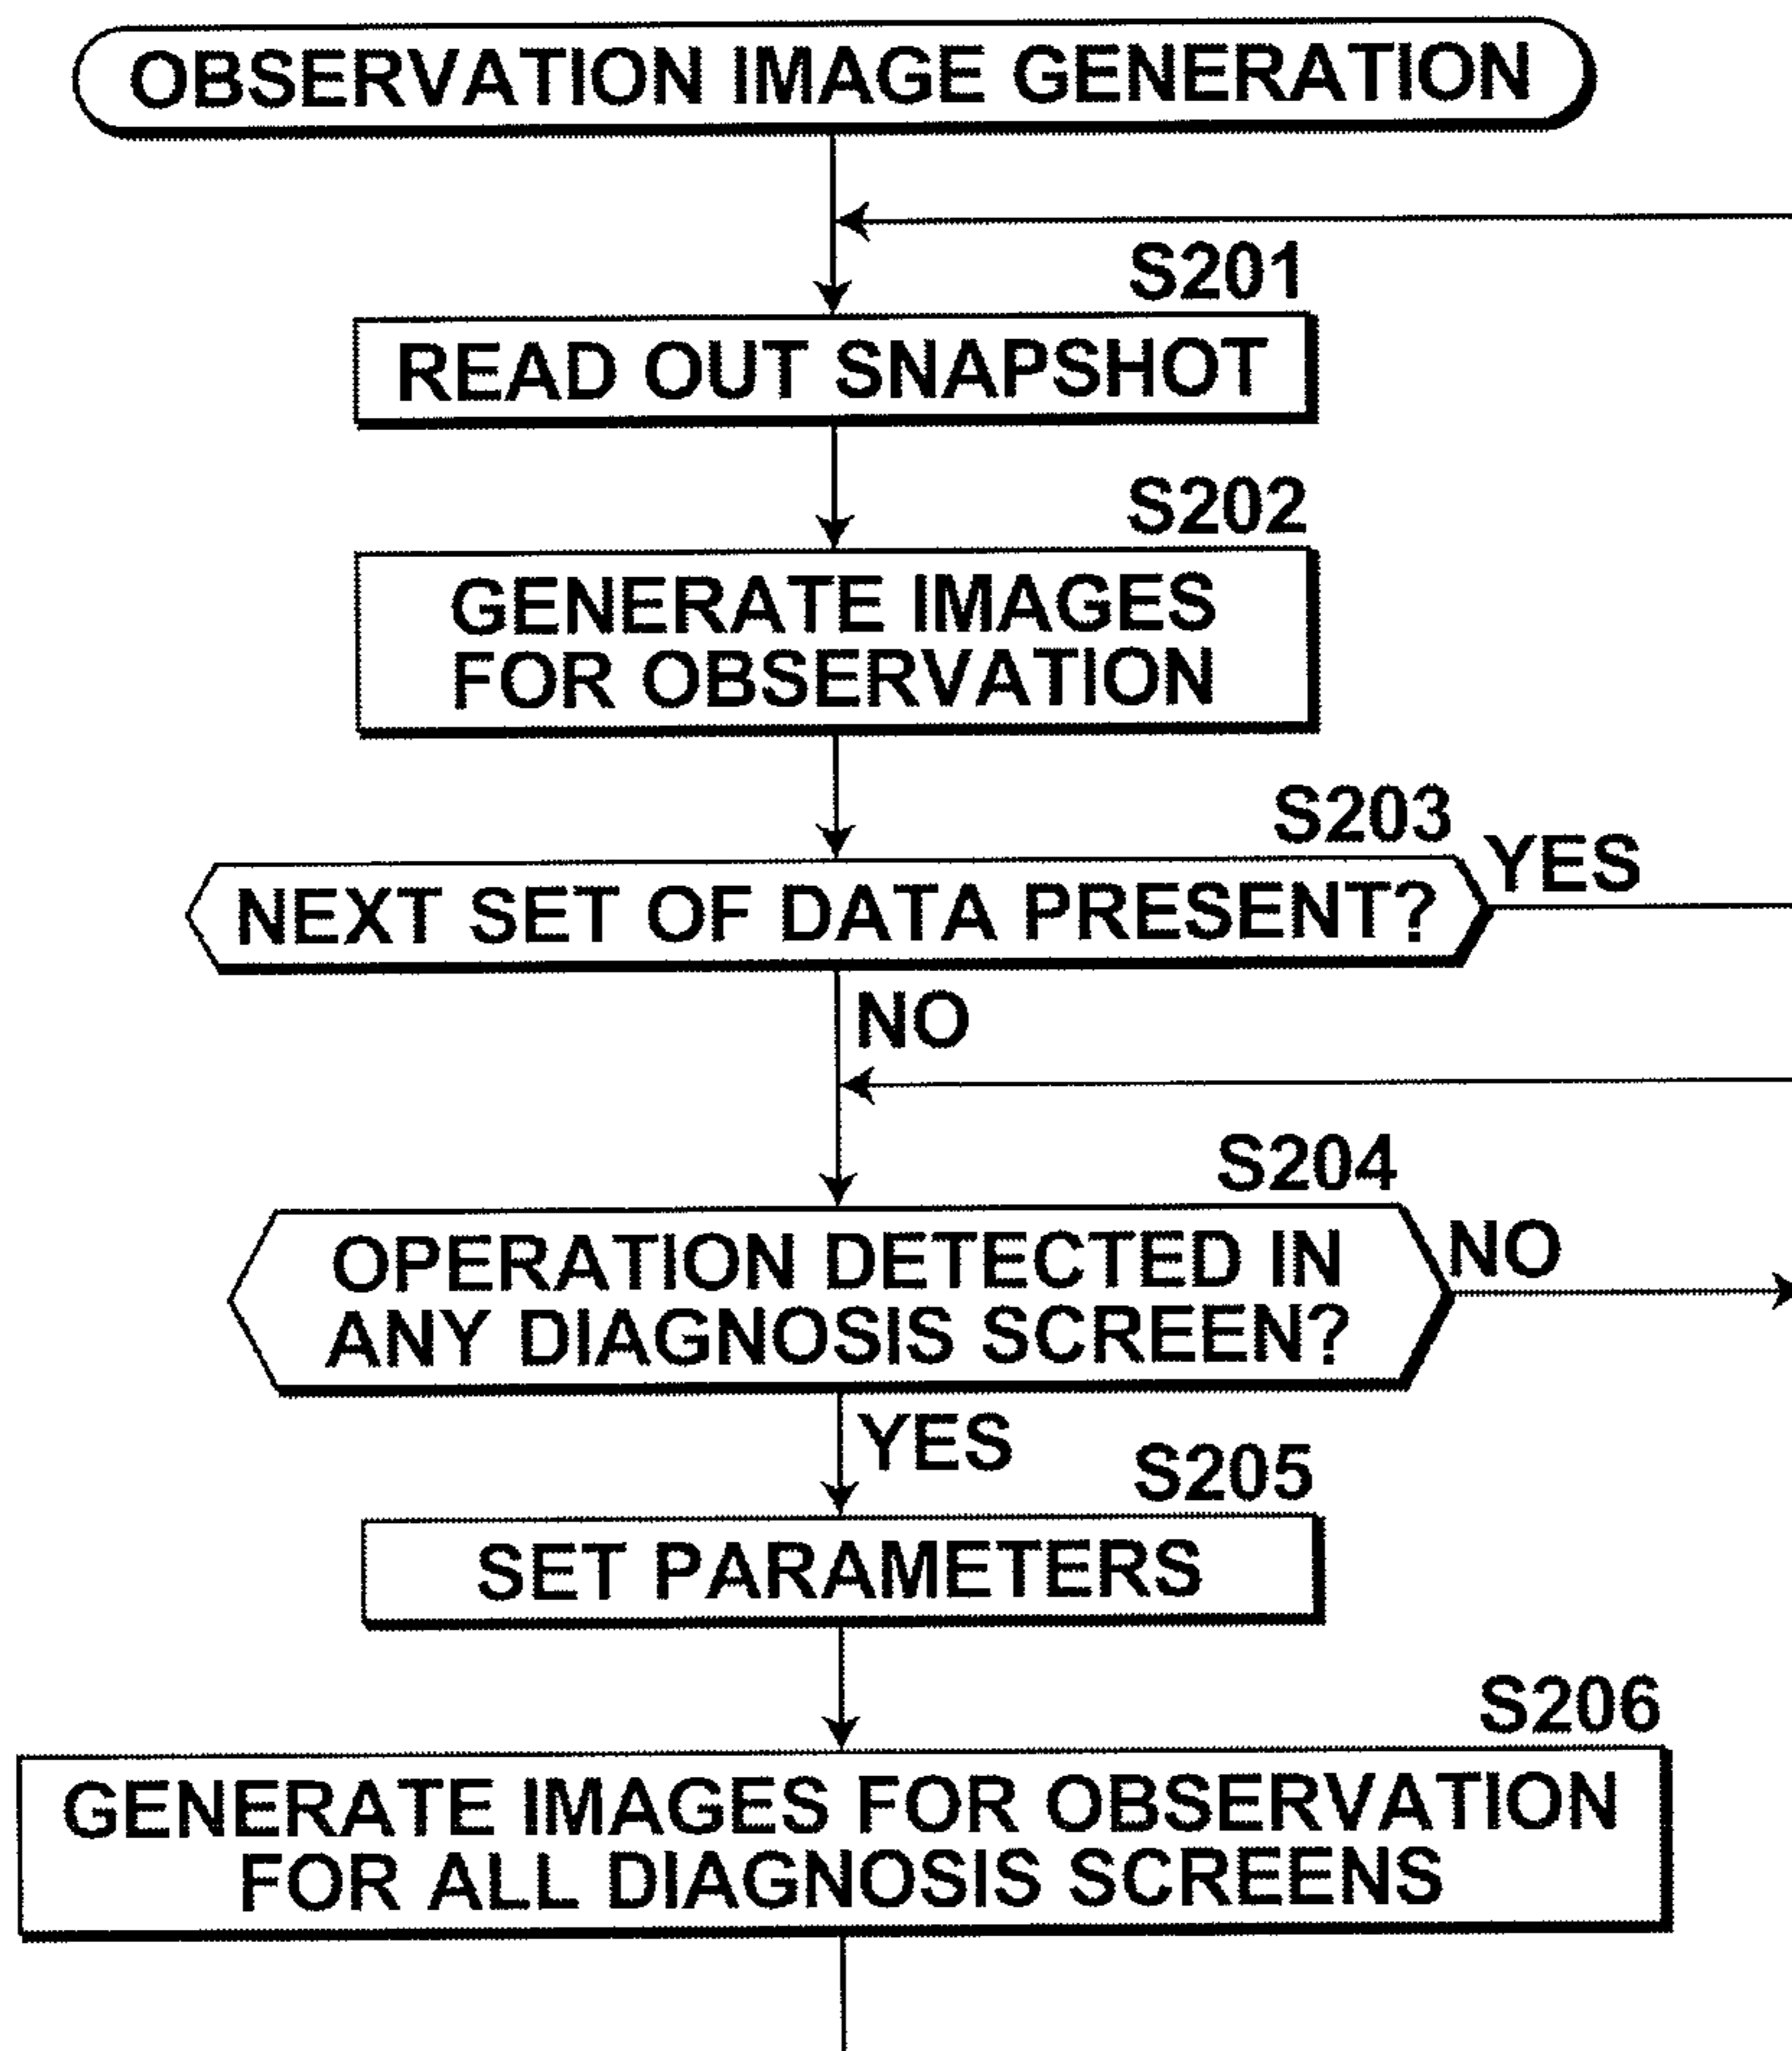 OBSERVATION IMAGE GENERATION
S201
READ OUT SNAPSHOT
S202
GENERATE IMAGES
FOR OBSERVATION
S203
YES
NEXT SET OF DATA PRESENT?
NO
S204
OPERATION DETECTED IN
ANY DIAGNOSIS SCREEN?
NO
YES
S205
SET PARAMETERS
S206
GENERATE IMAGES FOR OBSERVATION
FOR ALL DIAGNOSIS SCREENS